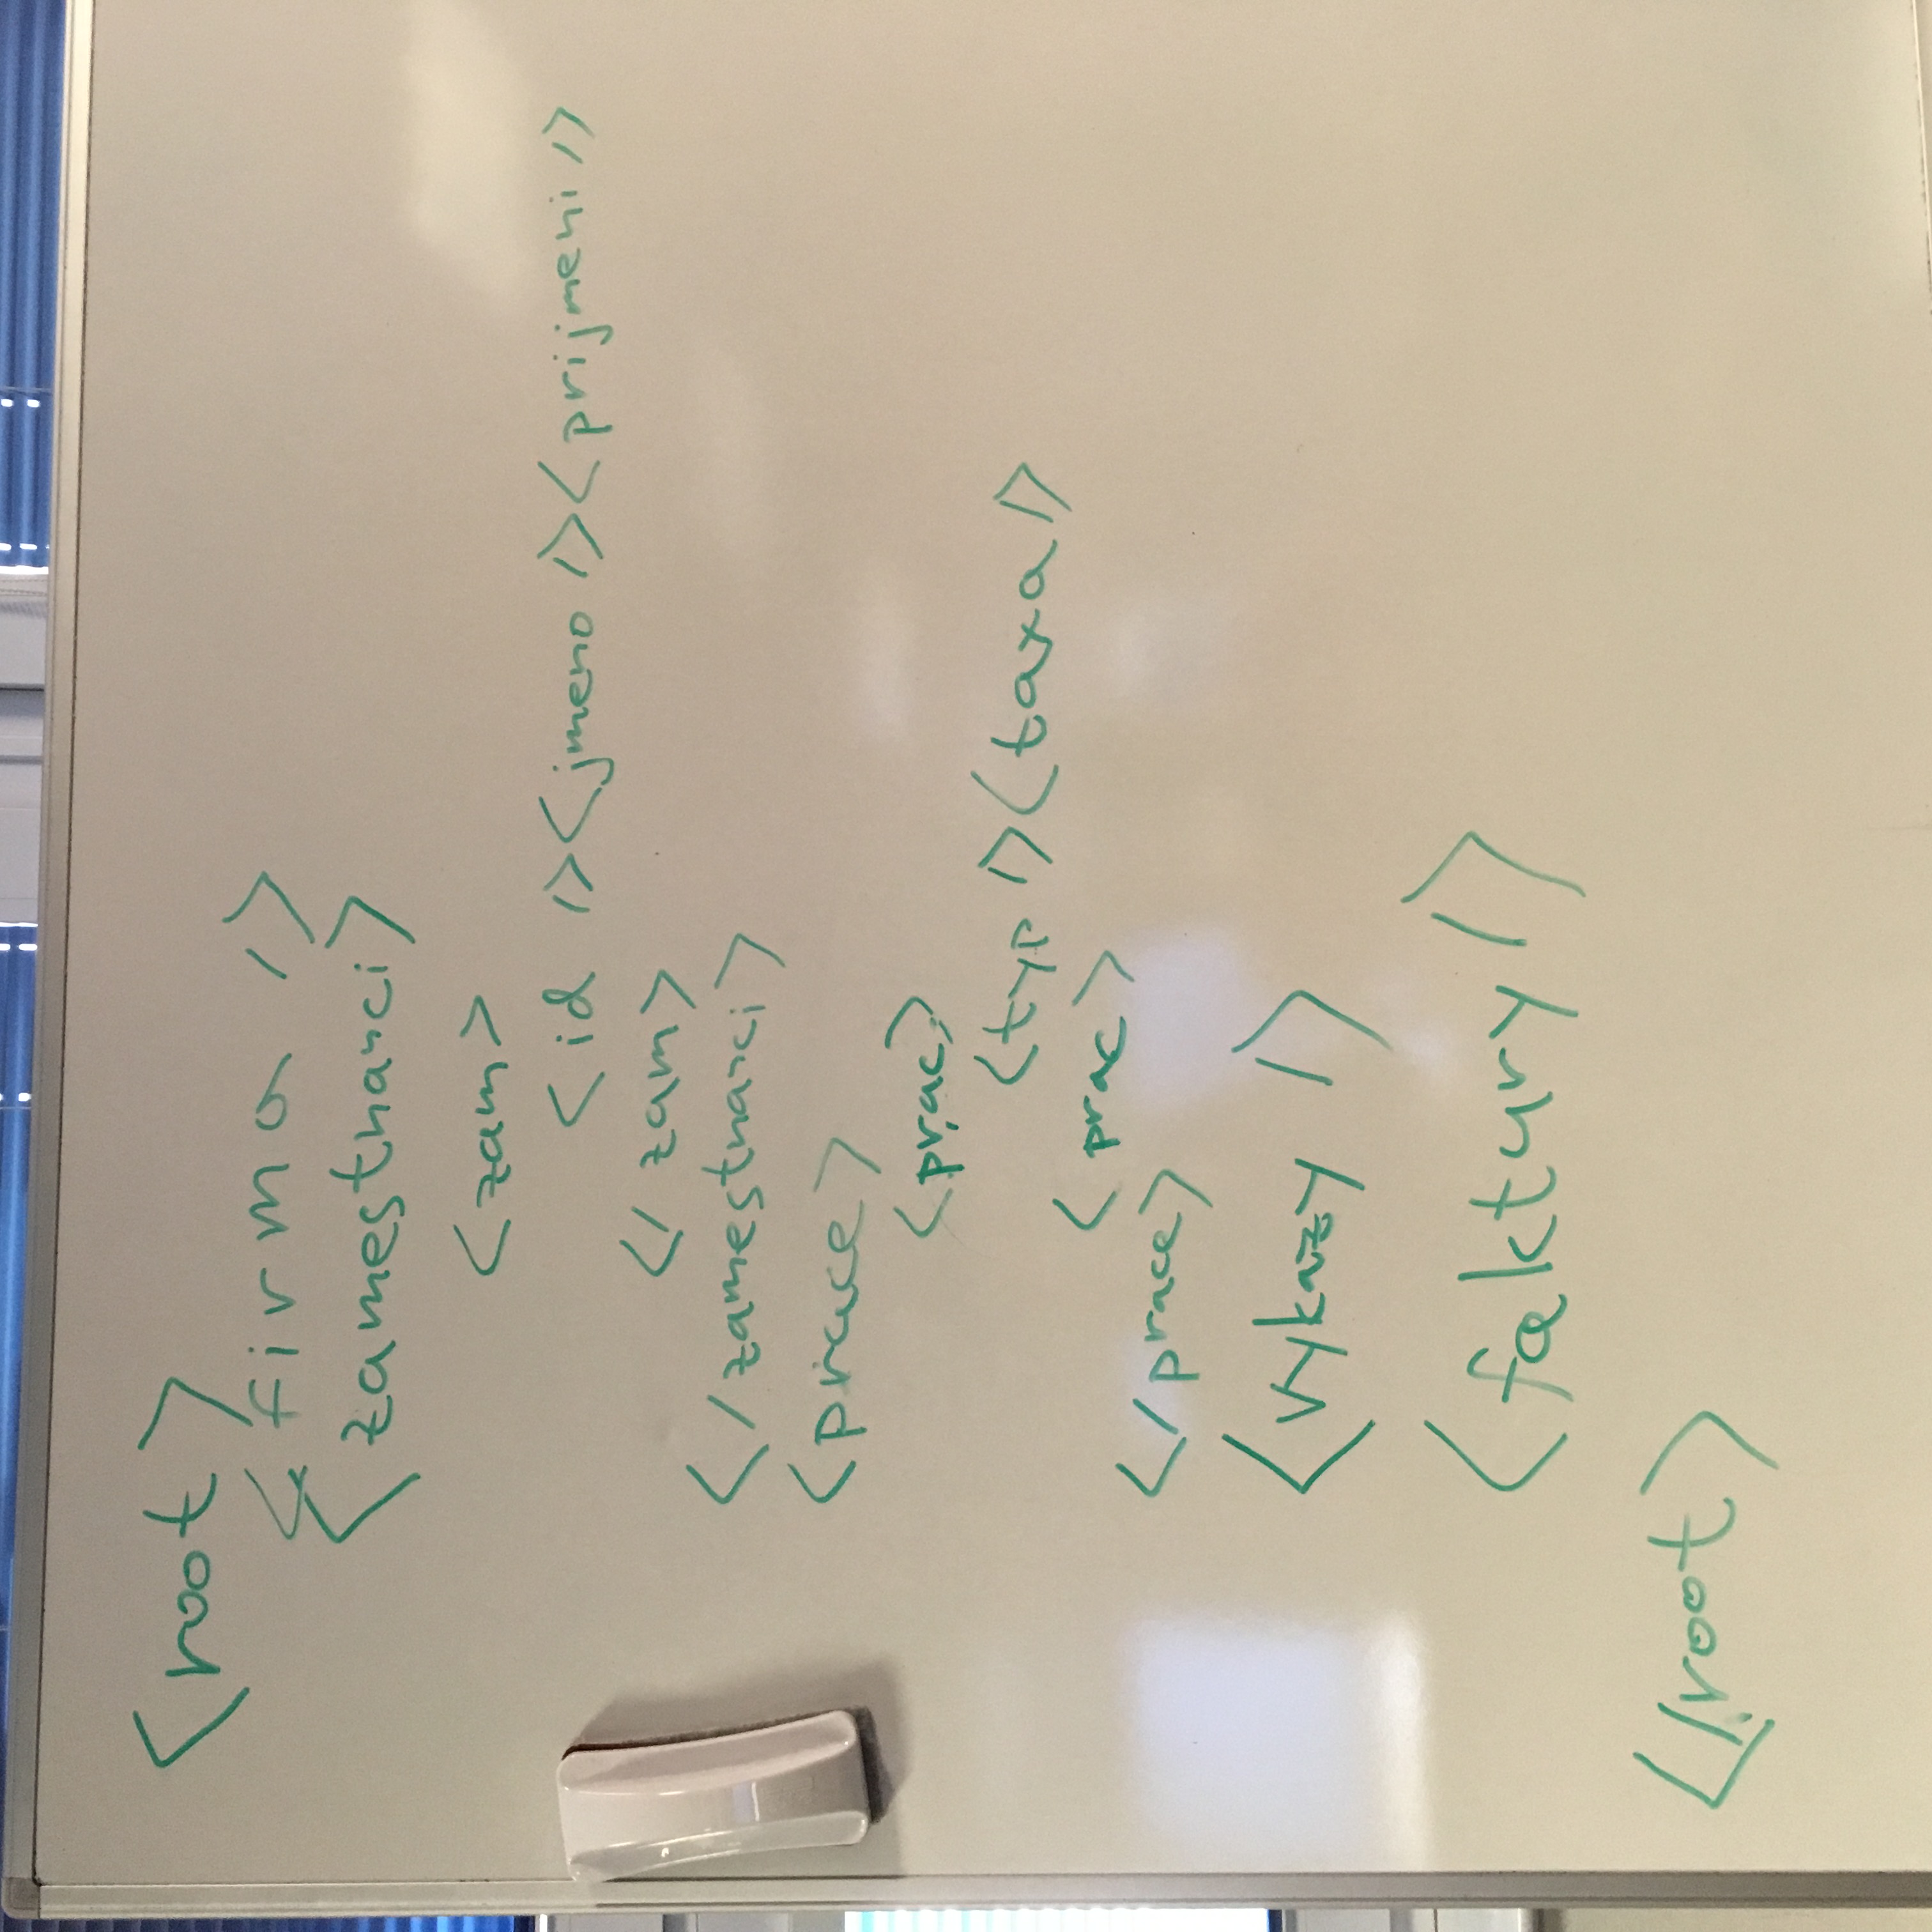 <root>
<firma />
<zamestnanci>
<zam>
<id /><jmeno /><prijmeni />
</zam>
</zamestnanci>
<prace>
<prac>
<typ /><taxa />
<prac>
</prace>
<vykazy />
<faktury />
</root>